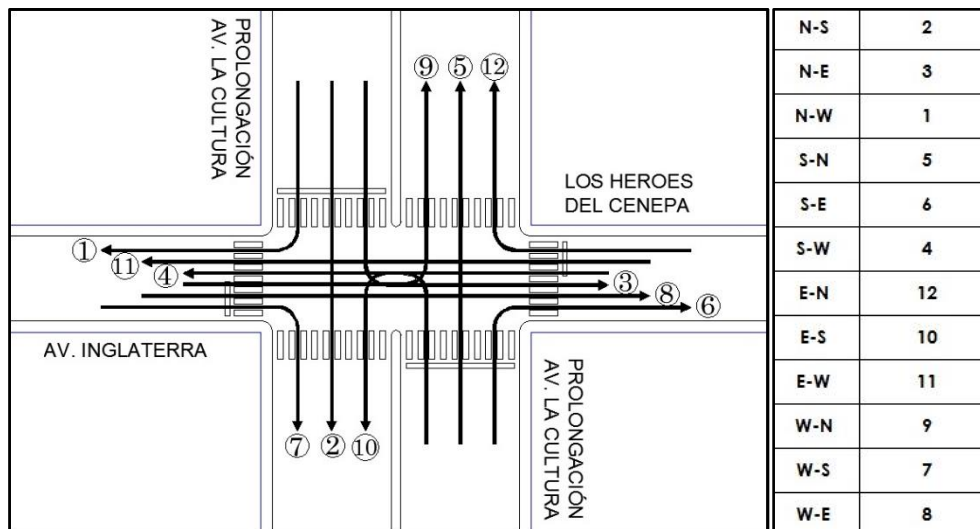 PROLONGACIÓN
AV. LA CULTURA
9 5 12
LOS HEROES
DEL CENEPA
1
11
4
3
8
6
AV. INGLATERRA
7 2 10
PROLONGACIÓN
AV. LA CULTURA
N-S 2
N-E 3
N-W 1
S-N 5
S-E 6
S-W 4
E-N 12
E-S 10
E-W 11
W-N 9
W-S 7
W-E 8